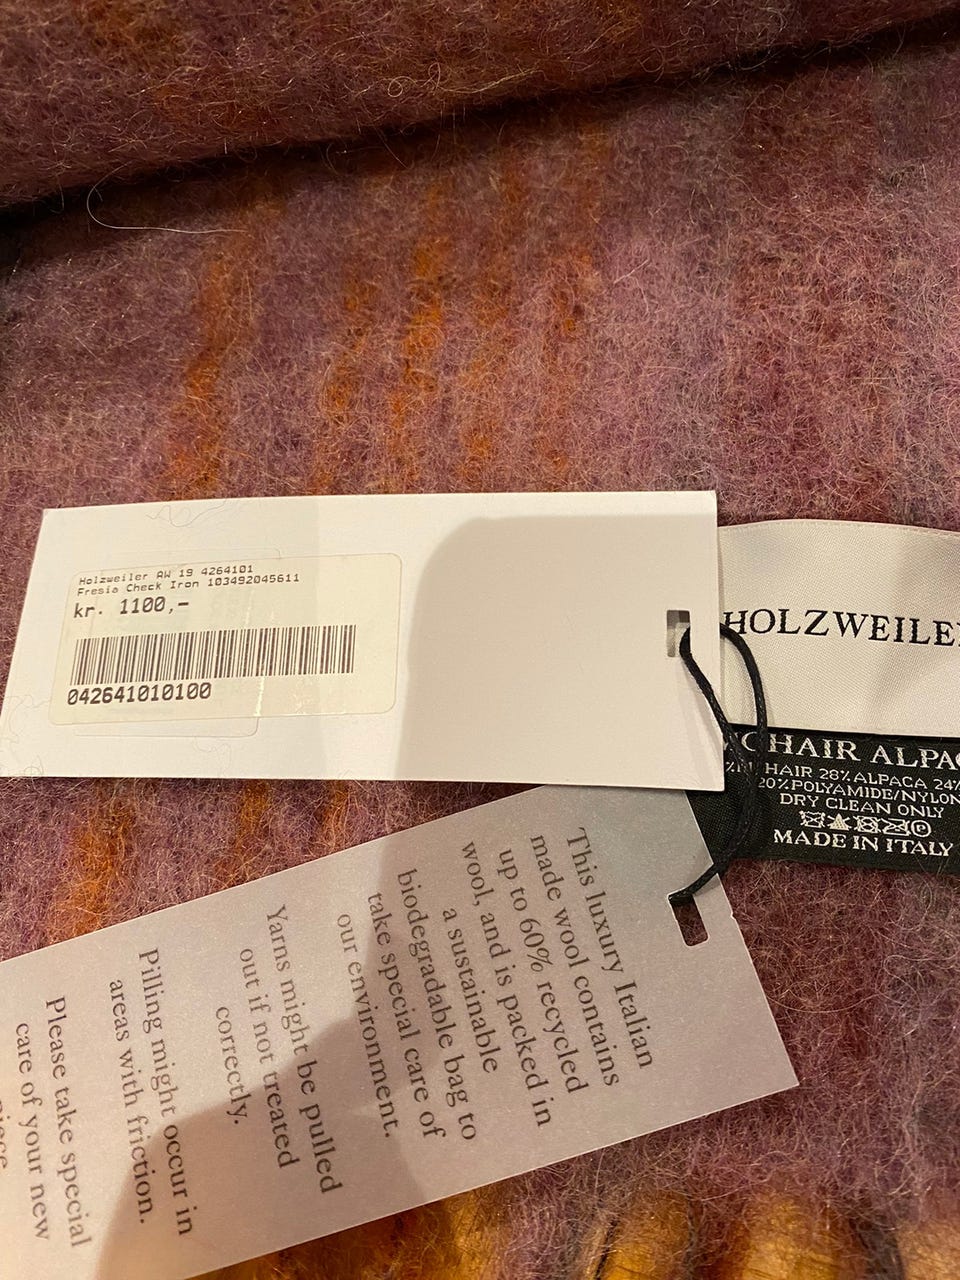 Holzweiler AW 19 4264101
Fresia Check Iron 103492045611
kr. 1100,-
042641010100
HOLZWEILER
ALPA
HAIR 28% ALPACA 24%
20% POLYAMIDE/NYLON
DRY CLEAN ONLY
MADE IN ITALY
This luxury Italian
made wool contains
up to 60% recycled
wool, and is packed in
a sustainable
biodegradable bag to
take special care of
our environment.
Yarns might be pulled
out if not treated
correctly.
Pilling might occur in
areas with friction.
Please take special
care of your new
piece